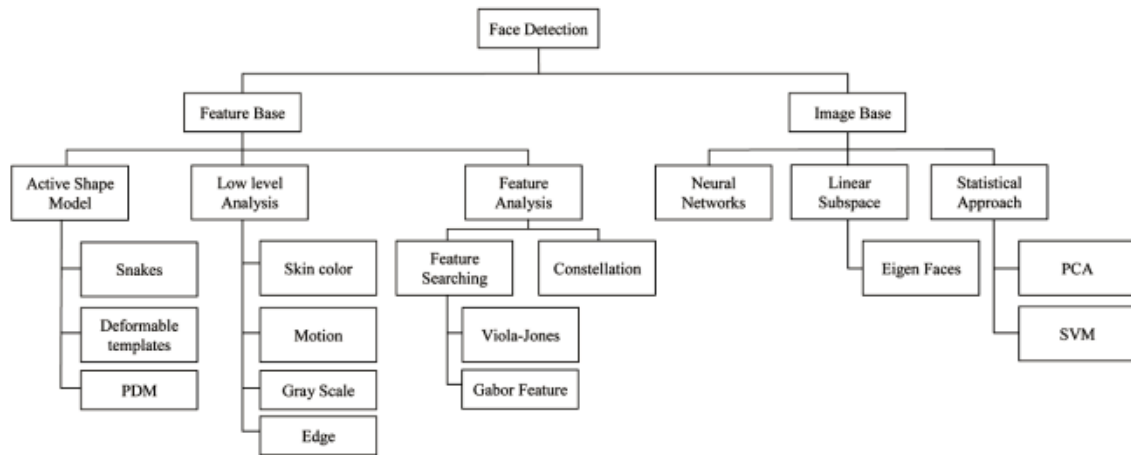 Face Detection
Feature Base
Image Base
Active Shape
Model
Low level
Analysis
Feature
Analysis
Neural
Networks
Linear
Subspace
Statistical
Approach
Snakes
Deformable
templates
PDM
Skin color
Motion
Gray Scale
Edge
Feature
Searching
Constellation
Viola-Jones
Gabor Feature
Eigen Faces
PCA
SVM